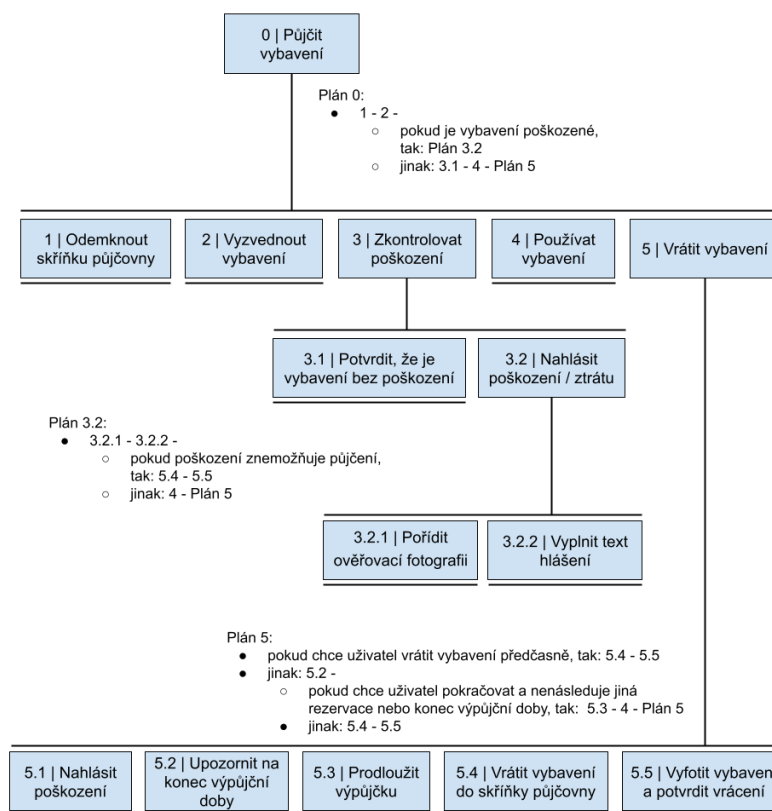 0 | Půjčit
vybavení
Plán 0:
● 1 - 2 -
○ pokud je vybavení poškozené,
tak: Plán 3.2
○ jinak: 3.1 - 4 - Plán 5
1 | Odemknout
skříňku půjčovny
2 | Vyzvednout
vybavení
3 | Zkontrolovat
poškození
4 | Používat
vybavení
5 | Vrátit vybavení
3.1 | Potvrdit, že je
vybavení bez poškození
3.2 | Nahlásit
poškození / ztrátu
Plán 3.2:
● 3.2.1 - 3.2.2 -
○ pokud poškození znemožňuje půjčení,
tak: 5.4 - 5.5
○ jinak: 4 - Plán 5
3.2.1 | Pořídit
ověřovací fotografii
3.2.2 | Vyplnit text
hlášení
Plán 5:
● pokud chce uživatel vrátit vybavení předčasně, tak: 5.4 - 5.5
● jinak: 5.2 -
○ pokud chce uživatel pokračovat a nenásleduje jiná
rezervace nebo konec výpůjční doby, tak: 5.3 - 4 - Plán 5
● jinak: 5.4 - 5.5
5.1 | Nahlásit
poškození
5.2 | Upozornit na
konec výpůjční
doby
5.3 | Prodloužit
výpůjčku
5.4 | Vrátit vybavení
do skříňky půjčovny
5.5 | Vyfotit vybavení
a potvrdit vrácení